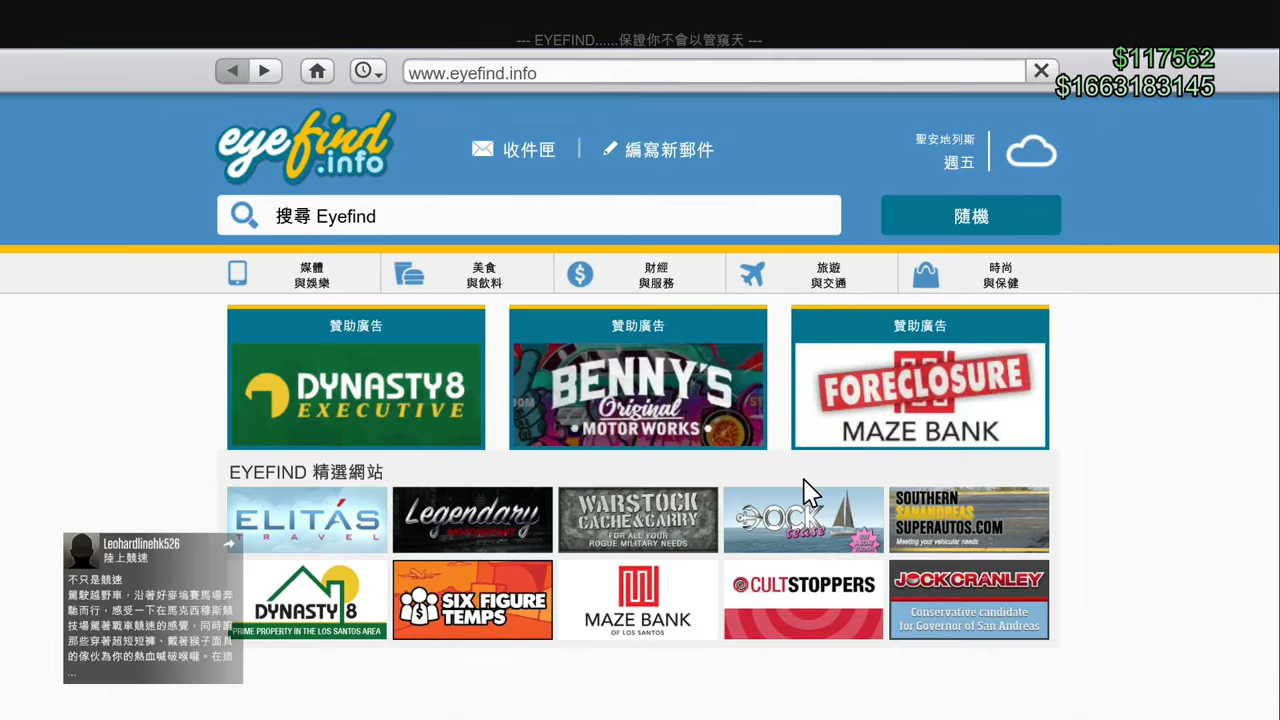 --- EYEFIND......保證你不會以管窺天 ---
$117562
www.eyefind.info
$1663183145
eyefind
.info
收件匣
編寫新郵件
聖安地列斯
週五
搜尋 Eyefind
隨機
媒體
與娛樂
美食
與飲料
財經
與服務
旅遊
與交通
時尚
與保健
贊助廣告
DYNASTY8
EXECUTIVE
贊助廣告
BENNY'S
Original
MOTOR WORKS
贊助廣告
FORECLOSURE
MAZE BANK
EYEFIND 精選網站
ELITÁS
TRAVEL
Legendary
MOTORSPORT
WARSTOCK
CACHE & CARRY
FOR ALL YOUR
ROGUE MILITARY NEEDS
DOCK
tease
SOUTHERN
SANANDREAS
SUPERAUTOS.COM
Meeting your vehicular needs
DYNASTY 8
PRIME PROPERTY IN THE LOS SANTOS AREA
SIX FIGURE
TEMPS
MAZE BANK
OF LOS SANTOS
CULTSTOPPERS
JOCK CRANLEY
Conservative candidate
for Governor of San Andreas
Leohardlinehk526
陸上競速
不只是競速
駕駛越野車，沿著好麥塢賽馬場奔
馳而行，感受一下在馬克西穆斯競
技場駕著戰車競速的感覺，同時讓
那些穿著超短短褲、戴著猴子面具
的傢伙為你的熱血喊破喉嚨。在這
...